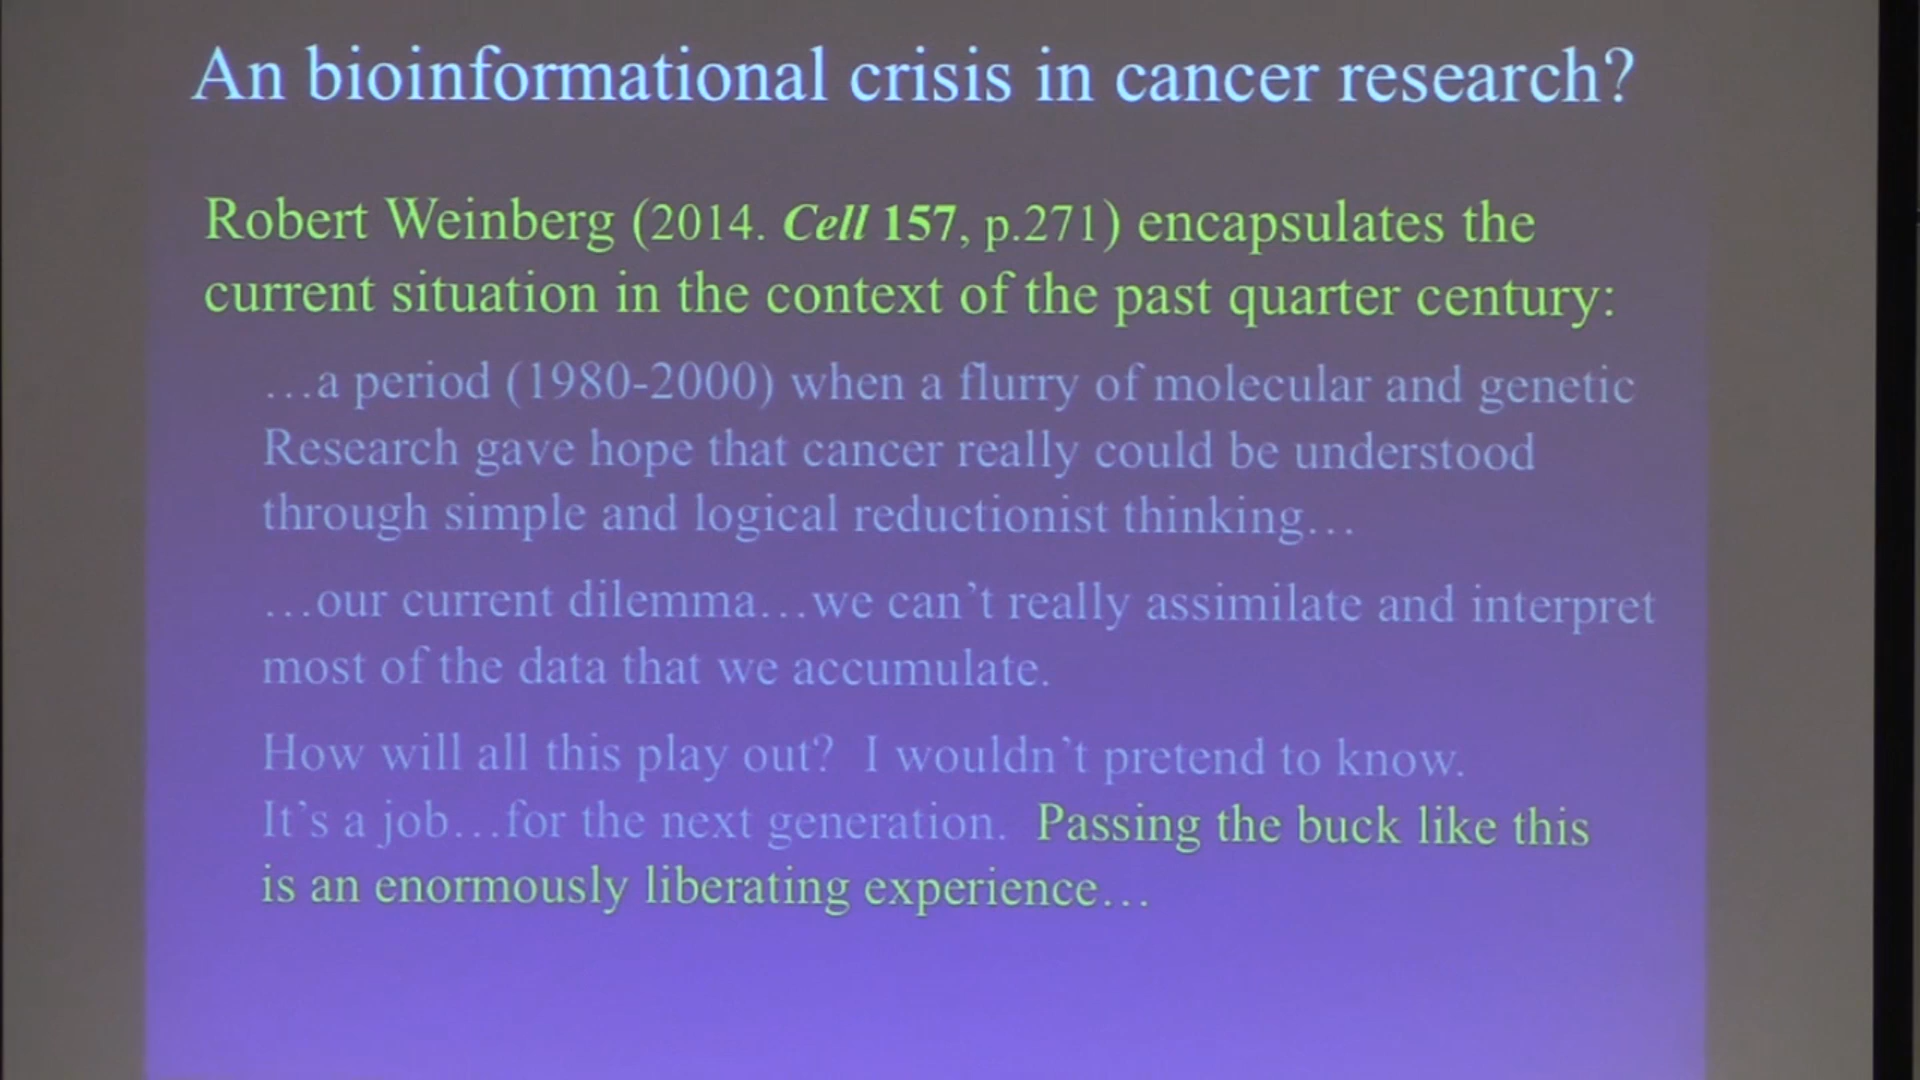 An bioinformational crisis in cancer research?
Robert Weinberg (2014. Cell 157, p.271) encapsulates the
current situation in the context of the past quarter century:
…a period (1980-2000) when a flurry of molecular and genetic
Research gave hope that cancer really could be understood
through simple and logical reductionist thinking…
…our current dilemma…we can’t really assimilate and interpret
most of the data that we accumulate.
How will all this play out?  I wouldn’t pretend to know.
It’s a job…for the next generation.  Passing the buck like this
is an enormously liberating experience…